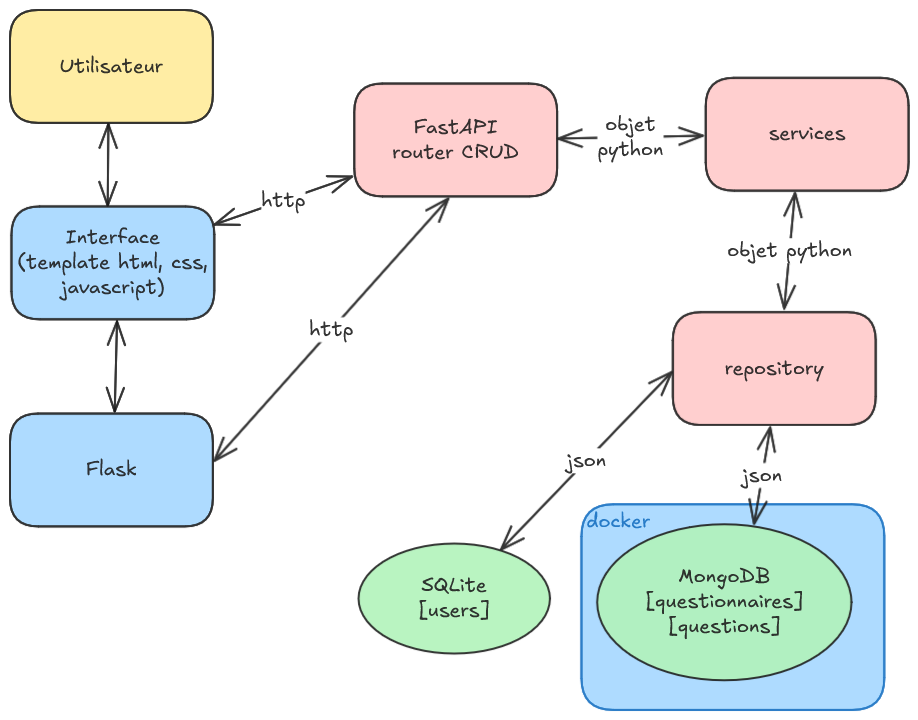 Utilisateur
Interface
(template html, css,
javascript)
Flask
http
http
FastAPI
router CRUD
objet
python
services
objet python
repository
json
json
SQLite
[users]
docker
MongoDB
[questionnaires]
[questions]